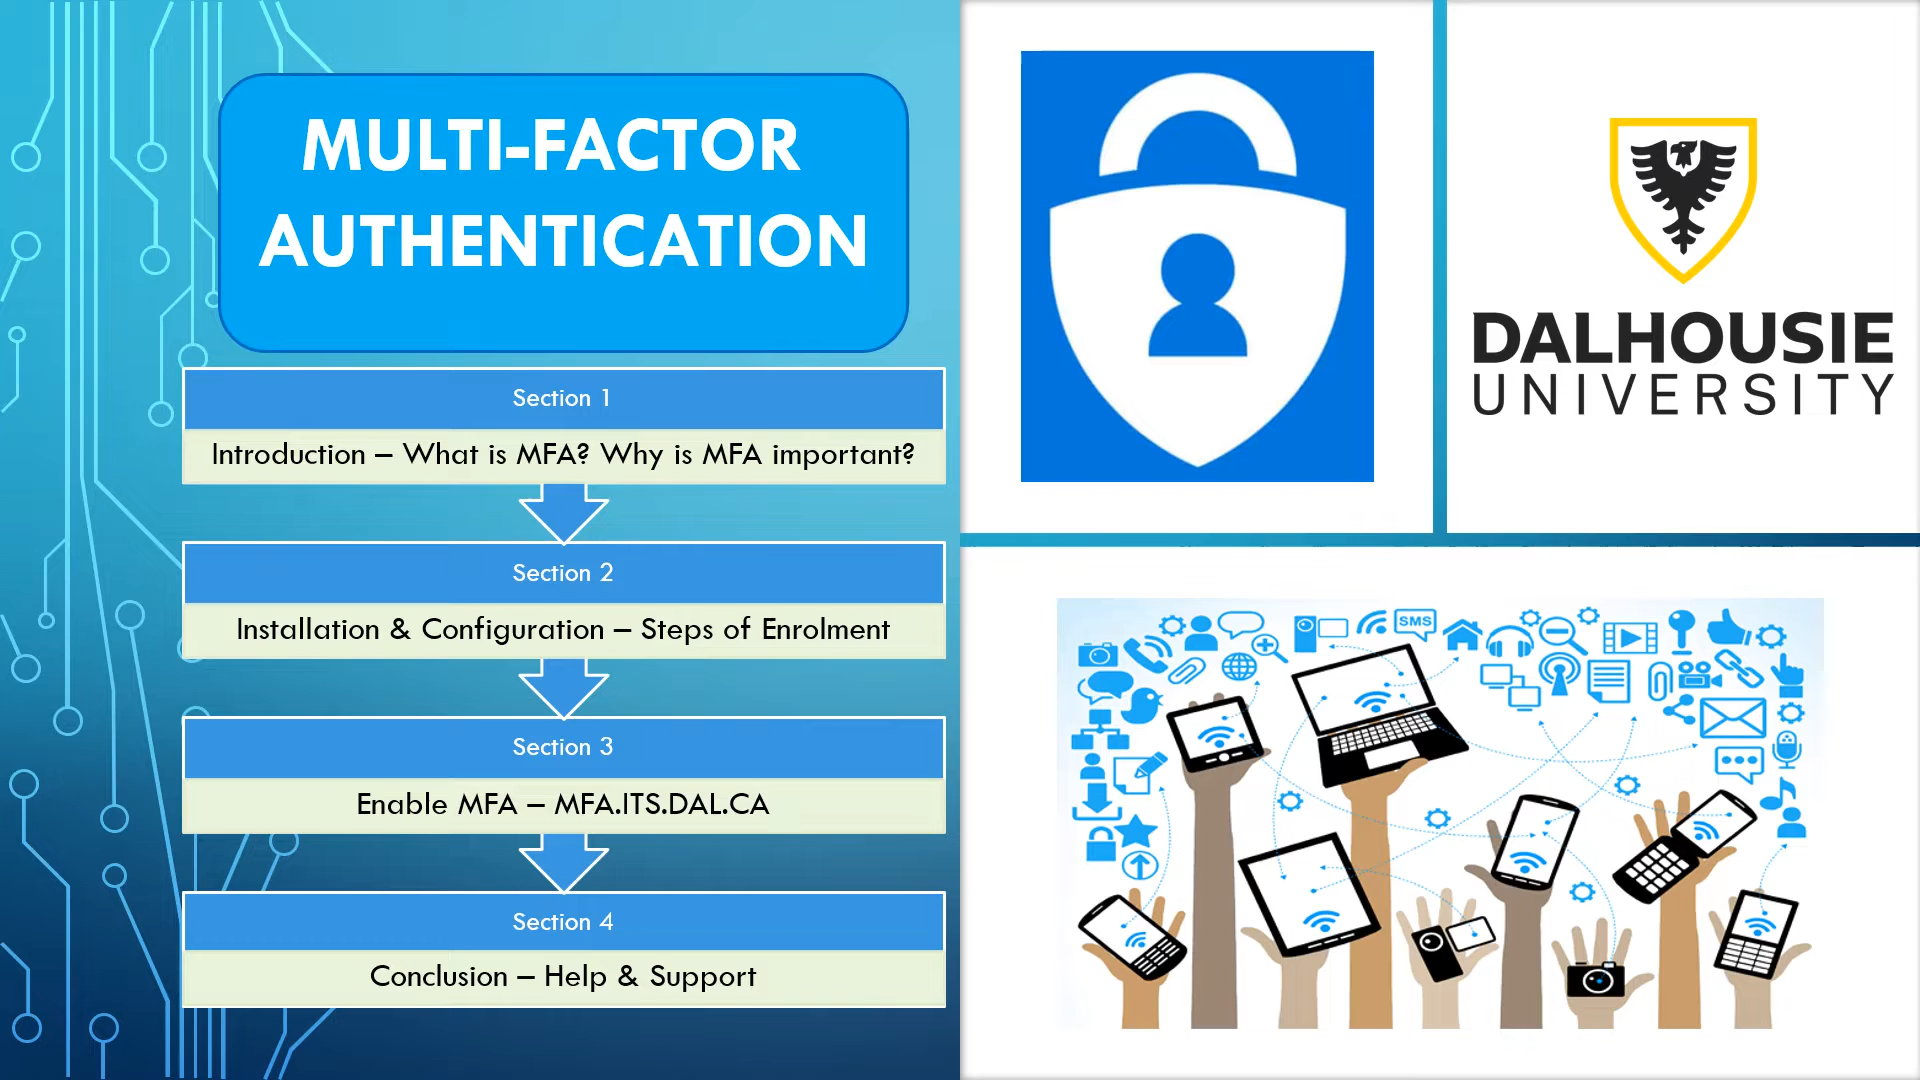 MULTI-FACTOR
AUTHENTICATION
Section 1
Introduction – What is MFA? Why is MFA important?
Section 2
Installation & Configuration – Steps of Enrolment
Section 3
Enable MFA – MFA.ITS.DAL.CA
Section 4
Conclusion – Help & Support
DALHOUSIE
UNIVERSITY
SMS